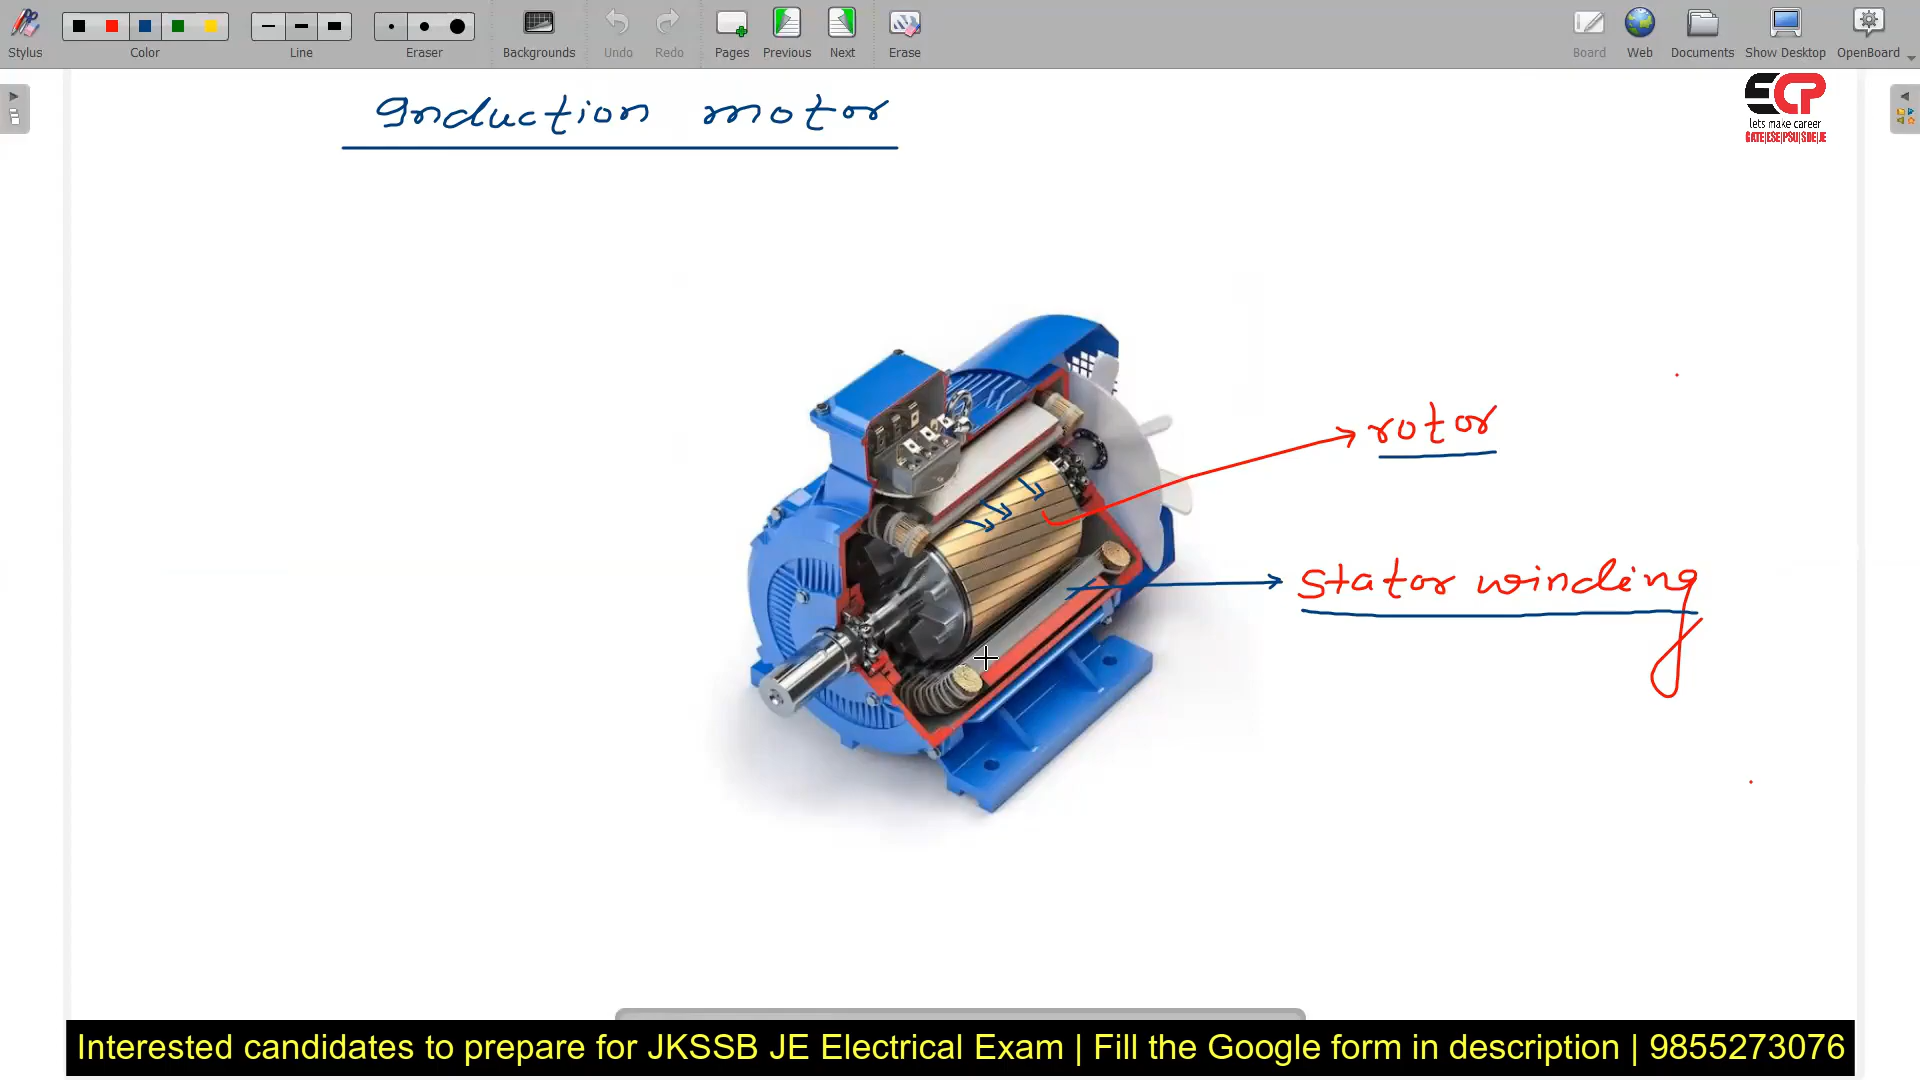 Stylus
Color
Line
Eraser
Backgrounds
Undo
Redo
Pages
Previous
Next
Erase
Board
Web
Documents
Show Desktop
OpenBoard
ECP
lets make career
GATE|ESE|PSU|SDE|JE
Induction motor
rotor
stator winding
Interested candidates to prepare for JKSSB JE Electrical Exam | Fill the Google form in description | 9855273076